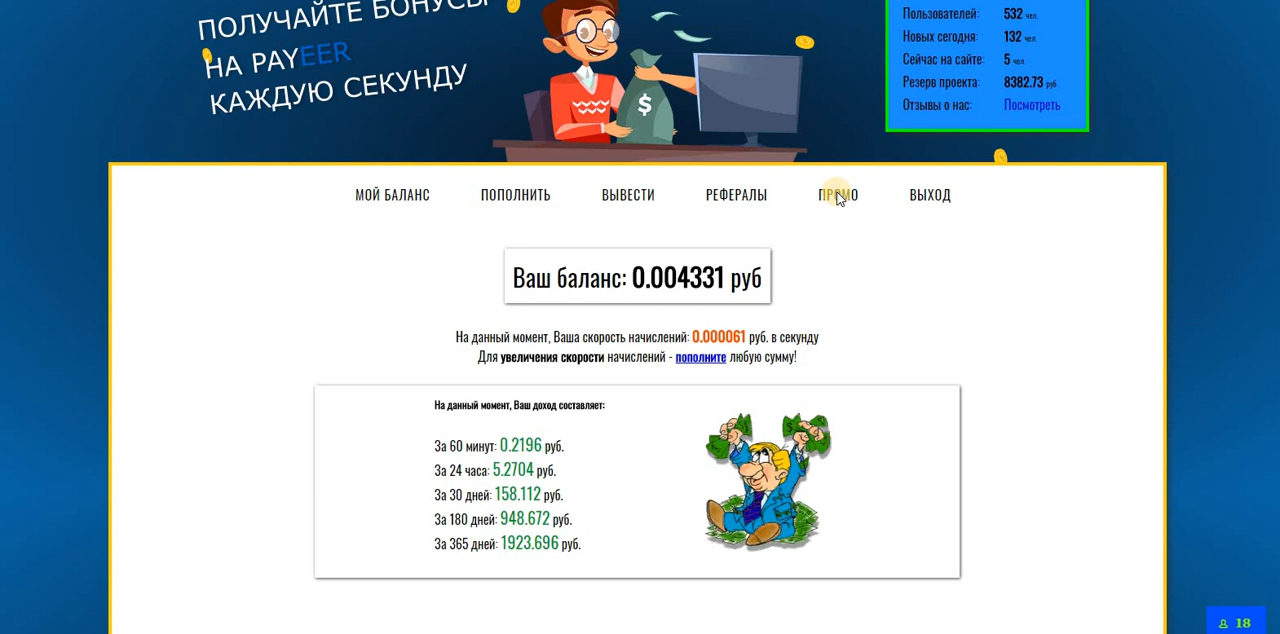 ПОЛУЧАЙТЕ БОНУСЫ
НА PAYEER
КАЖДУЮ СЕКУНДУ
$
Пользователей: 532 чел.
Новых сегодня: 132 чел.
Сейчас на сайте: 5 чел.
Резерв проекта: 8382.73 руб.
Отзывы о нас: Посмотреть
МОЙ БАЛАНС ПОПОЛНИТЬ ВЫВЕСТИ РЕФЕРАЛЫ ПРОМО ВЫХОД
Ваш баланс: 0.004331 руб
На данный момент, Ваша скорость начислений: 0.000061 руб. в секунду
Для увеличения скорости начислений - пополните любую сумму!
На данный момент, Ваш доход составляет:
За 60 минут: 0.2196 руб.
За 24 часа: 5.2704 руб.
За 30 дней: 158.112 руб.
За 180 дней: 948.672 руб.
За 365 дней: 1923.696 руб.
18